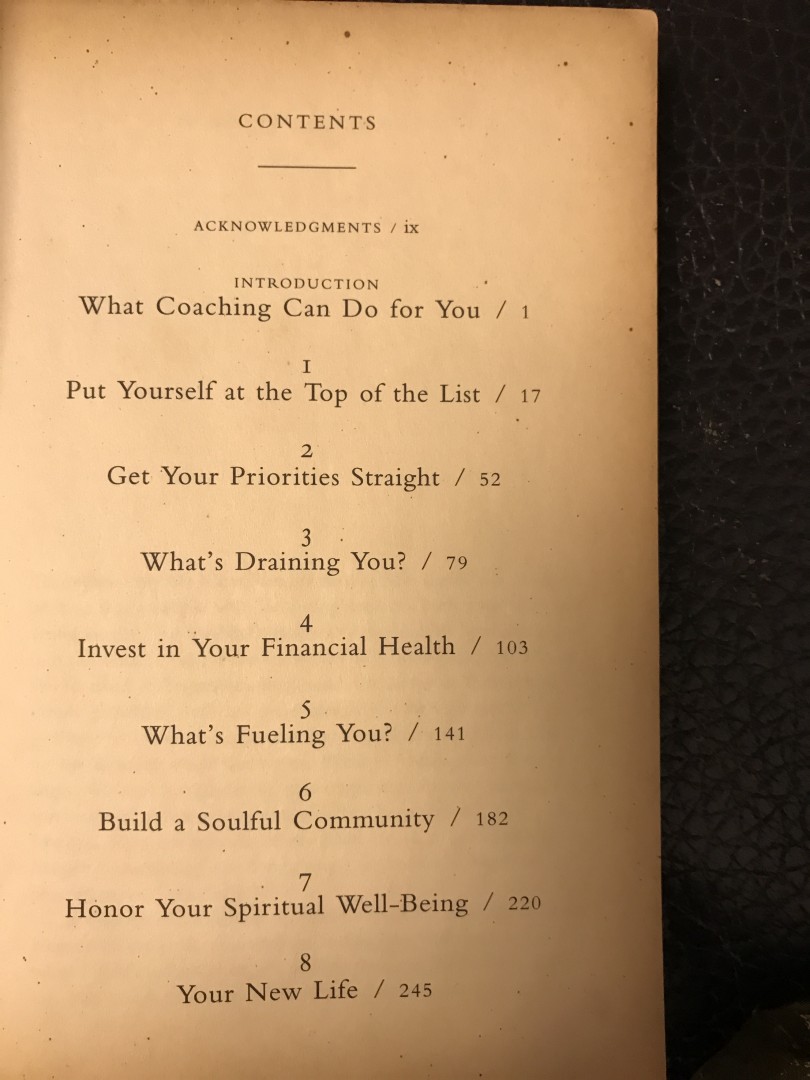 CONTENTS
ACKNOWLEDGMENTS / ix
INTRODUCTION
What Coaching Can Do for You / 1
1
Put Yourself at the Top of the List / 17
2
Get Your Priorities Straight / 52
3
What's Draining You? / 79
4
Invest in Your Financial Health / 103
5
What's Fueling You? / 141
6
Build a Soulful Community / 182
7
Honor Your Spiritual Well-Being / 220
8
Your New Life / 245